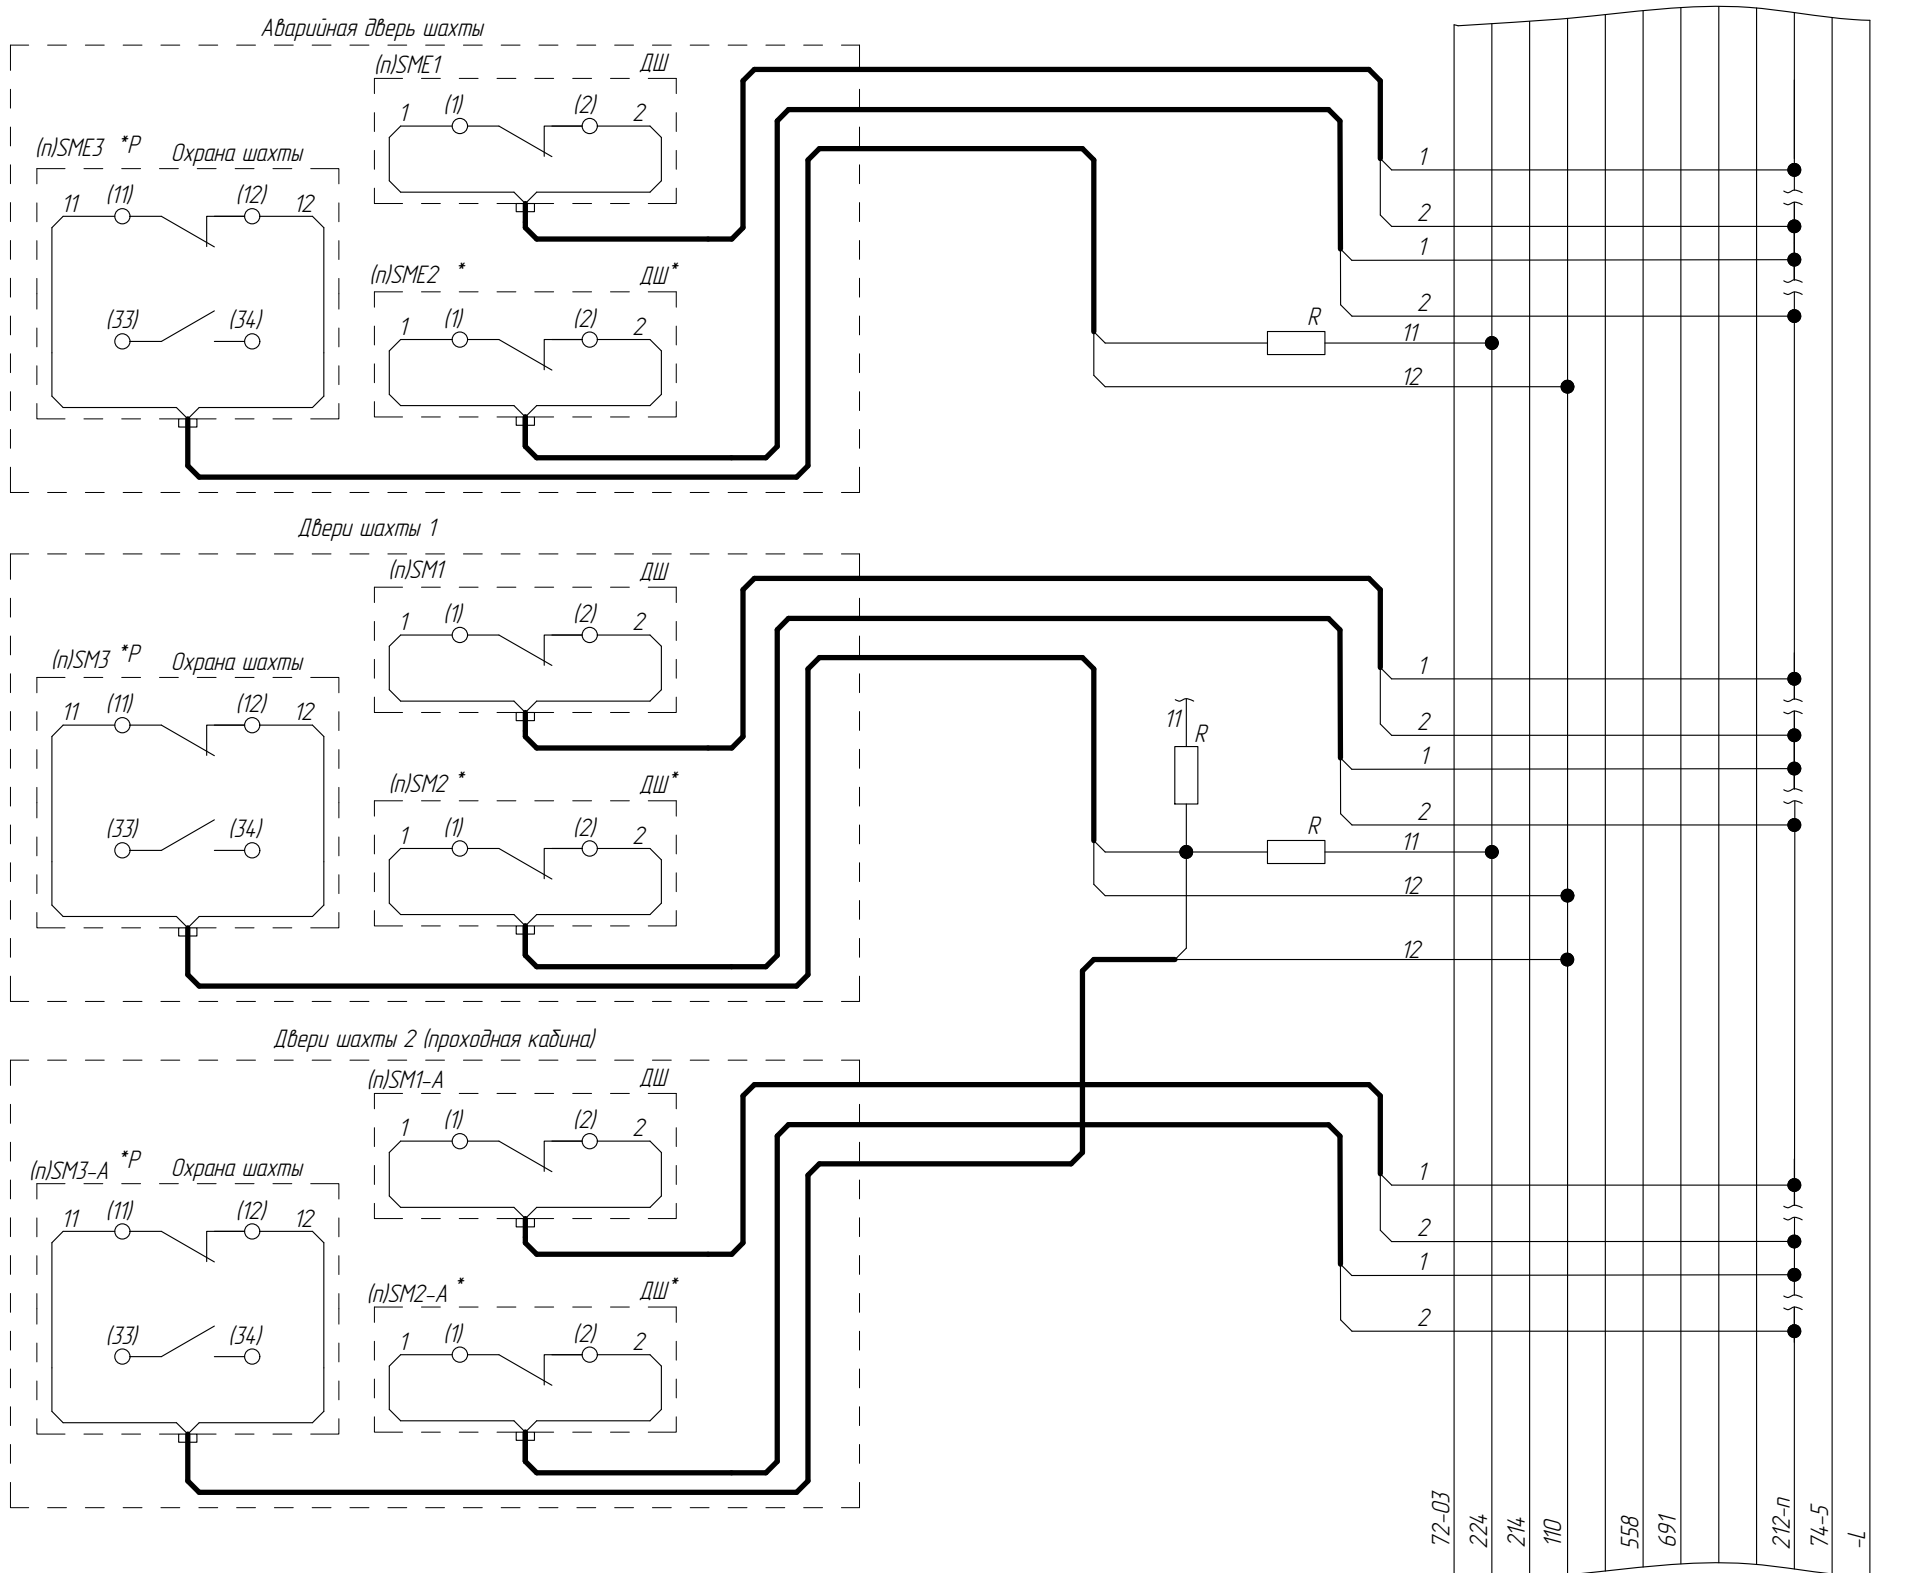 Аварийная дверь шахты
(п)SME1 ДШ
1 (1) (2) 2
(п)SME3 *Р Охрана шахты
11 (11) (12) 12
(33) (34)
(п)SME2 * ДШ*
1 (1) (2) 2
1
2
1
2
R 11
12
Двери шахты 1
(п)SM1 ДШ
1 (1) (2) 2
(п)SM3 *Р Охрана шахты
11 (11) (12) 12
(33) (34)
(п)SM2 * ДШ*
1 (1) (2) 2
1
2
1
2
11 R
R 11
12
12
Двери шахты 2 (проходная кабина)
(п)SM1-А ДШ
1 (1) (2) 2
(п)SM3-А *Р Охрана шахты
11 (11) (12) 12
(33) (34)
(п)SM2-А * ДШ*
1 (1) (2) 2
1
2
1
2
72-03
224
214
110
558
691
212-п
74-5
-L